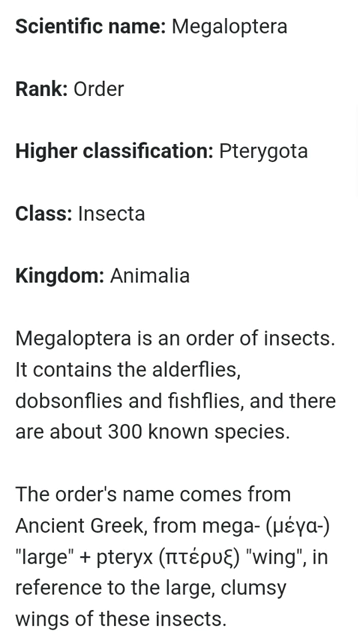 Scientific name: Megaloptera
Rank: Order
Higher classification: Pterygota
Class: Insecta
Kingdom: Animalia
Megaloptera is an order of insects.
It contains the alderflies,
dobsonflies and fishflies, and there
are about 300 known species.
The order's name comes from
Ancient Greek, from mega- (μέγα-)
"large" + pteryx (πτέρυξ) "wing", in
reference to the large, clumsy
wings of these insects.